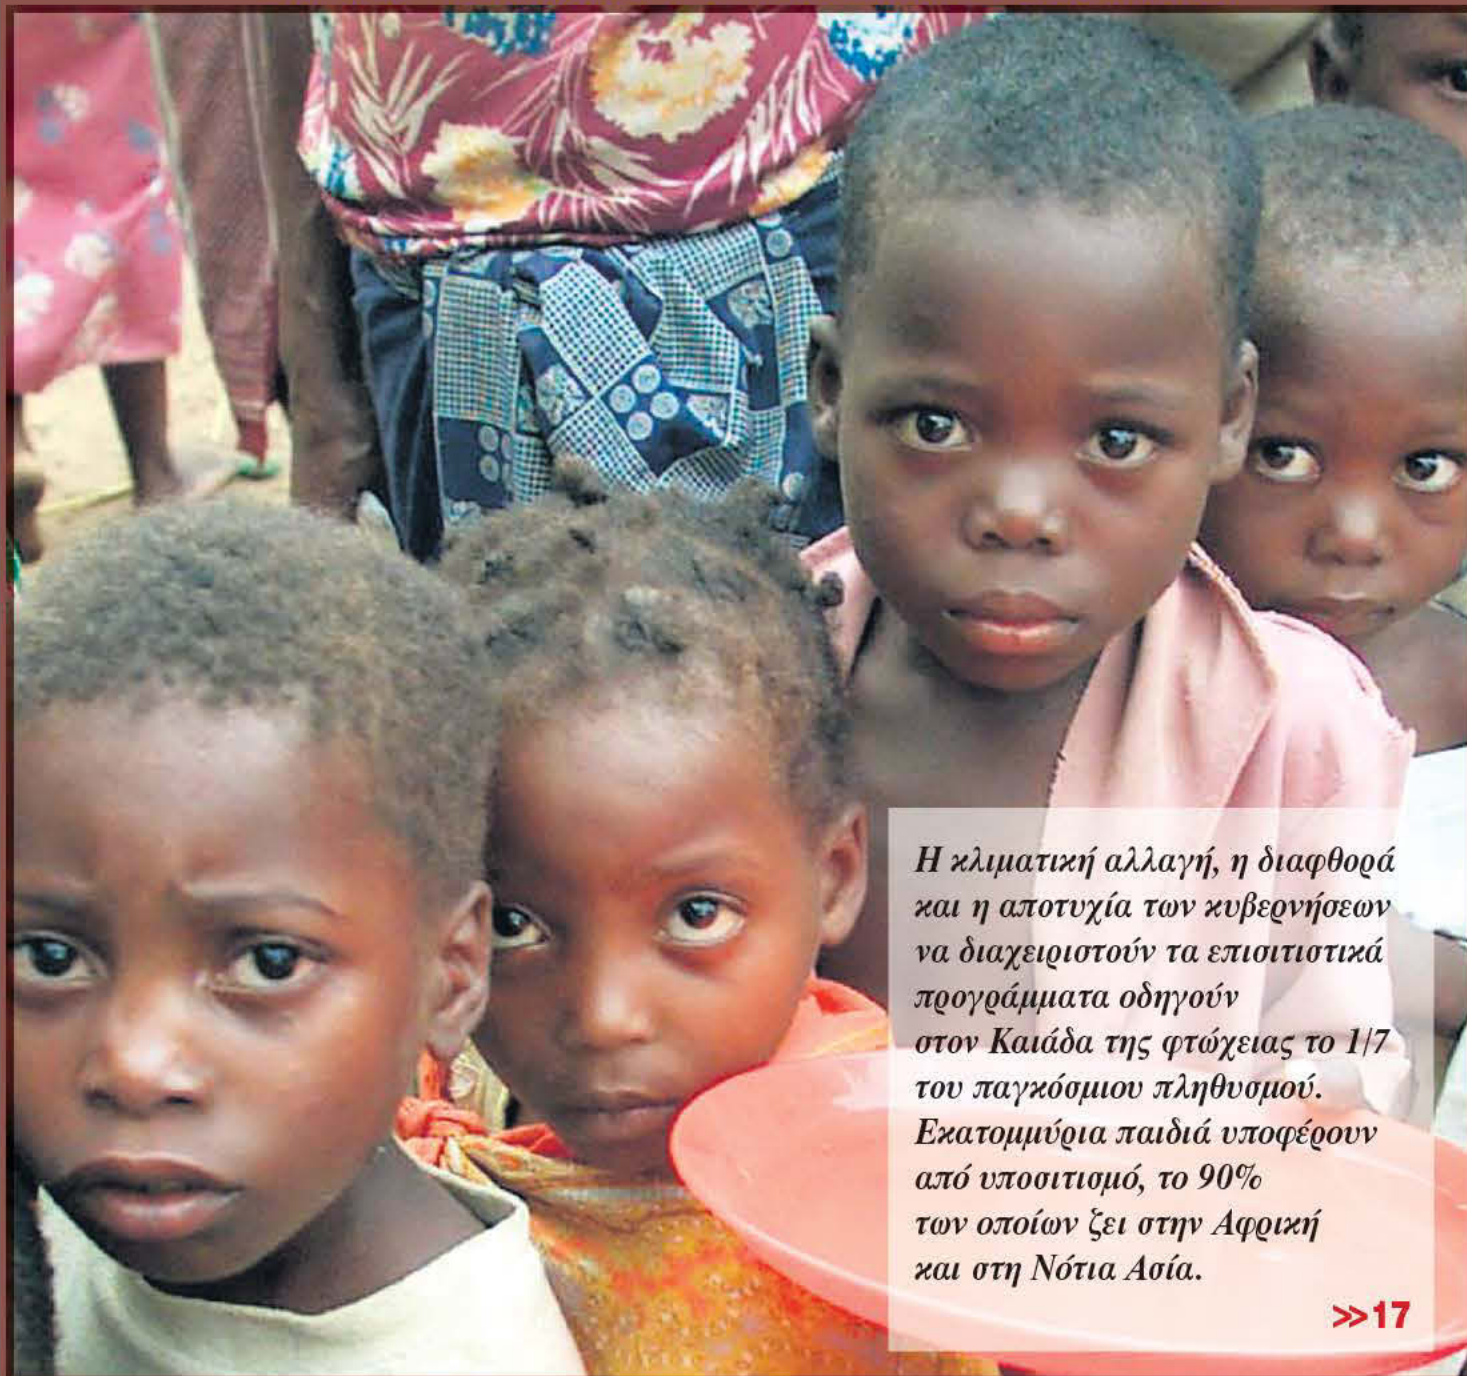 Η κλιματική αλλαγή, η διαφθορά
και η αποτυχία των κυβερνήσεων
να διαχειριστούν τα επισιτιστικά
προγράμματα οδηγούν
στον Καιάδα της φτώχειας το 1/7
του παγκόσμιου πληθυσμού.
Εκατομμύρια παιδιά υποφέρουν
από υποσιτισμό, το 90%
των οποίων ζει στην Αφρική
και στη Νότια Ασία.
>>17